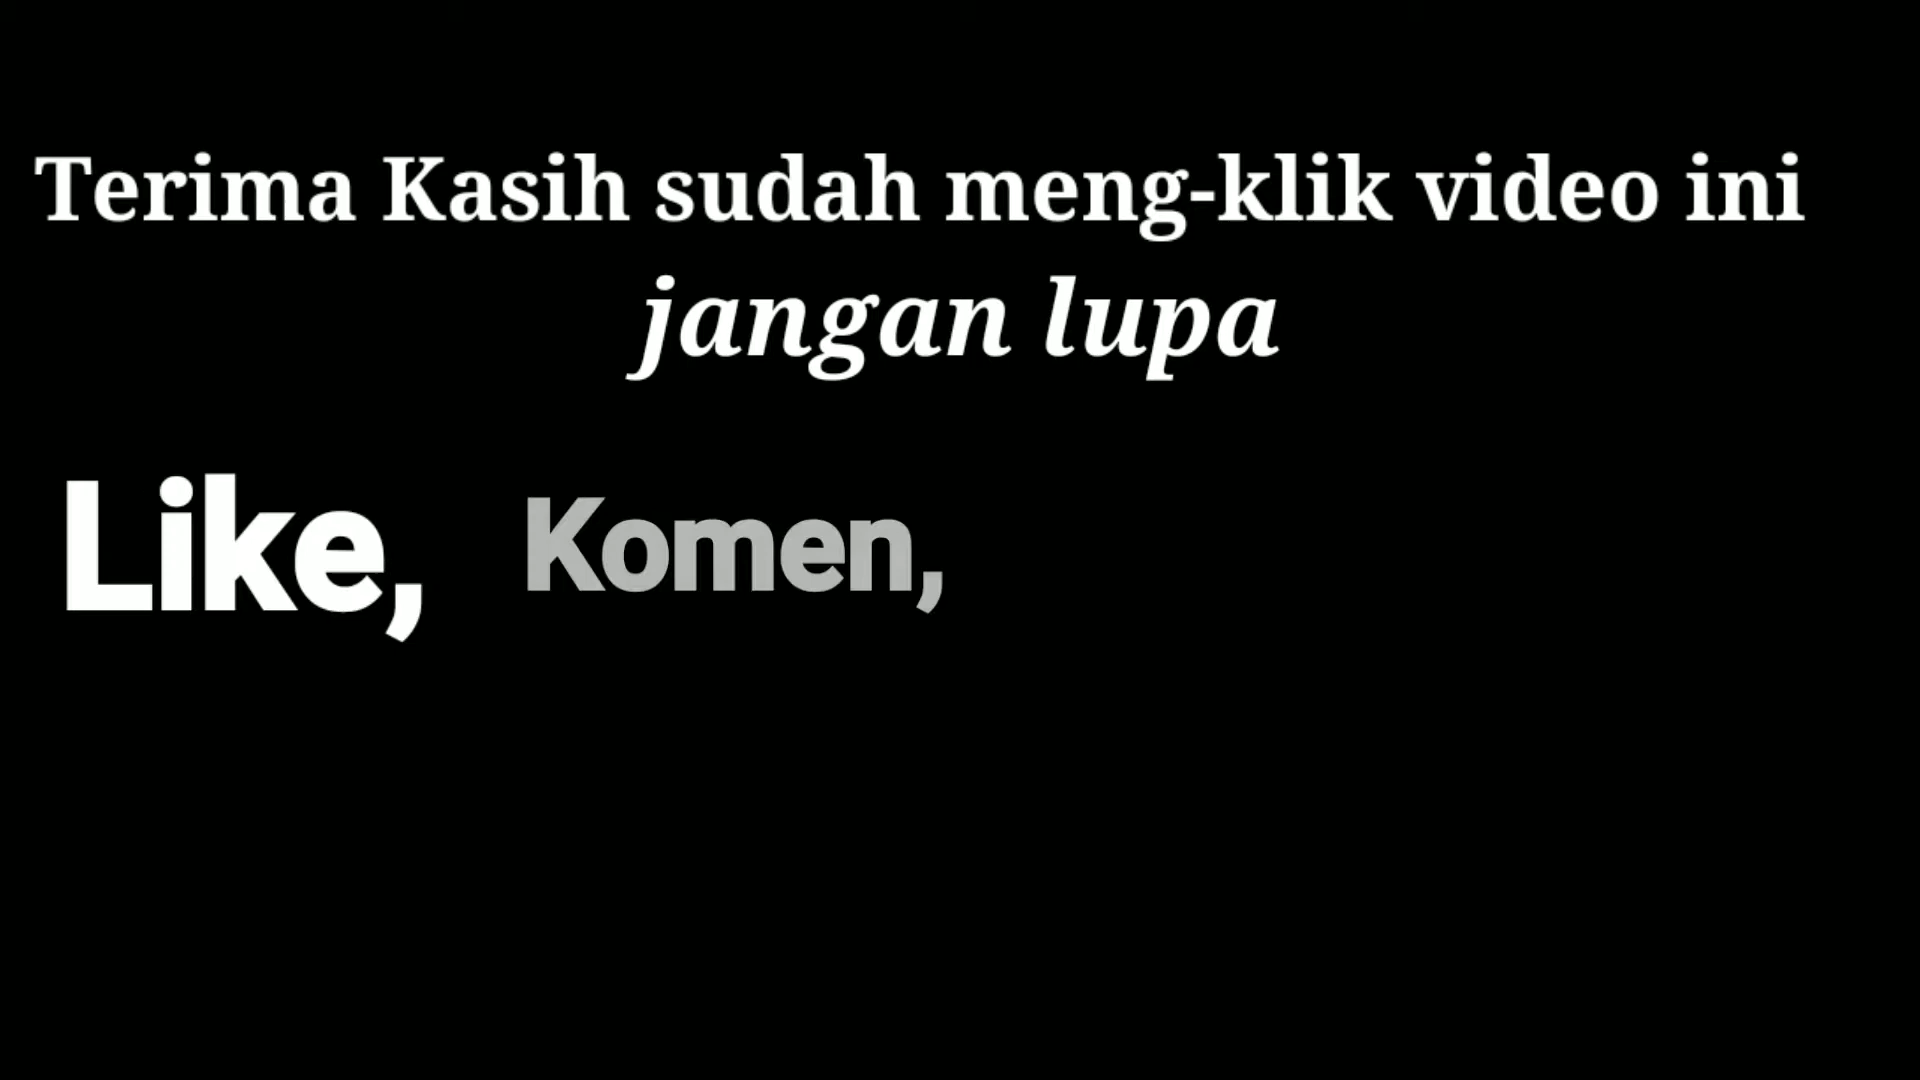 Terima Kasih sudah meng-klik video ini
jangan lupa
Like, Komen,